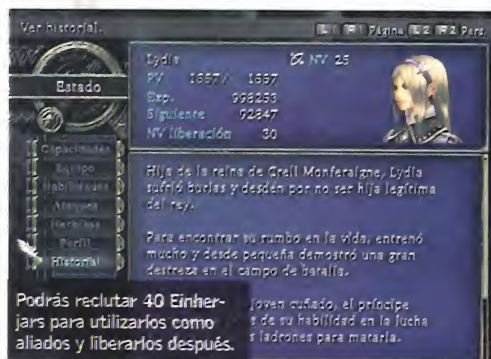 Ver historial.
L1 R1 Página L2 R2 Pers.
Estado
Lydia NV 25
PV 1557 / 1557
Exp. 998253
Siguiente 92847
NV liberación 30
Capacidades
Equipo
Habilidades
Ataques
Hechizos
Perfil
Historial
Hija de la reina de Crell Monferaigne, Lydia
sufrió burlas y desdén por no ser hija legítima
del rey.
Para encontrar su rumbo en la vida, entrenó
mucho y desde pequeña demostró una gran
destreza en el campo de batalla.
joven cuñado, el príncipe
s de su habilidad en la lucha
s ladrones para matarla.
Podrás reclutar 40 Einher-
jars para utilizarlos como
aliados y liberarlos después.